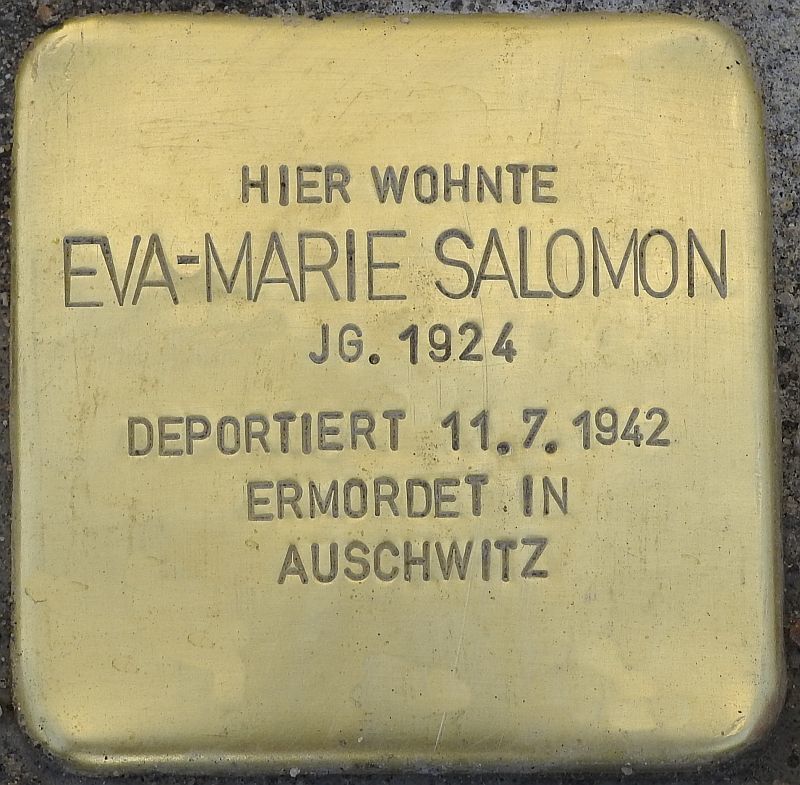 HIER WOHNTE
EVA-MARIE SALOMON
JG. 1924
DEPORTIERT 11.7.1942
ERMORDET IN
AUSCHWITZ